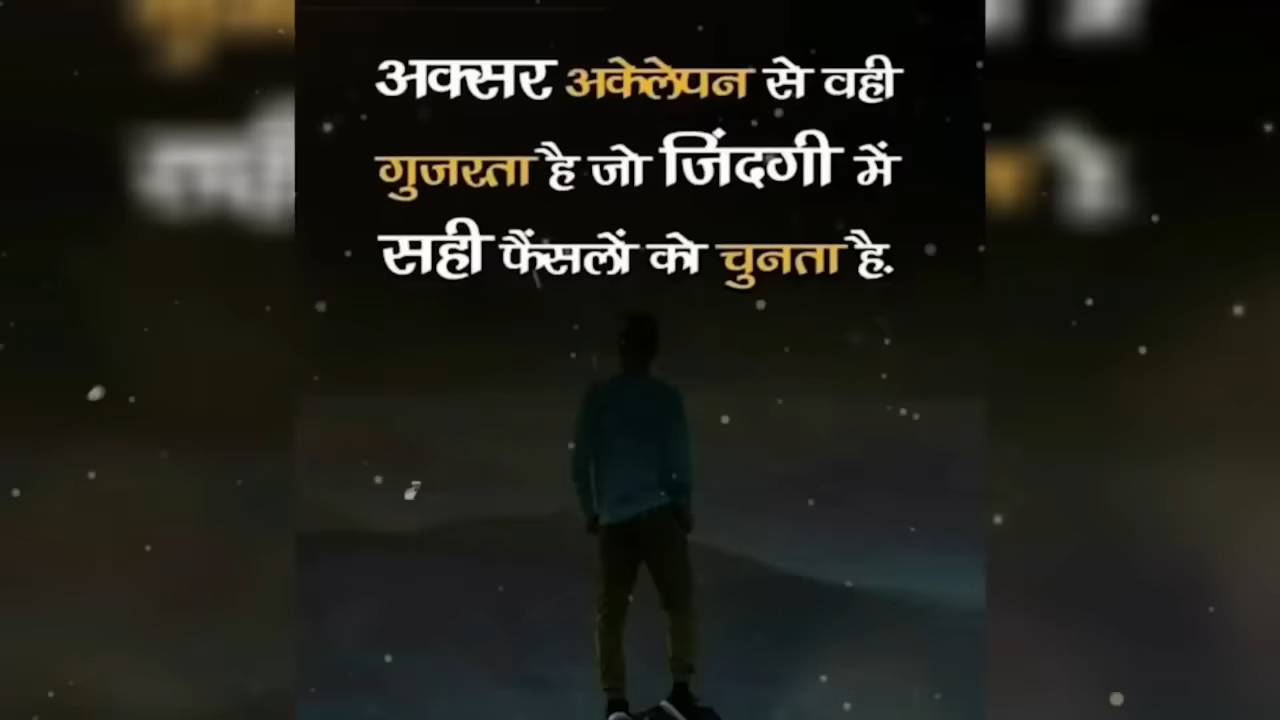 अक्सर अकेलेपन से वही
गुजरता है जो जिंदगी में
सही फैंसलों को चुनता है.